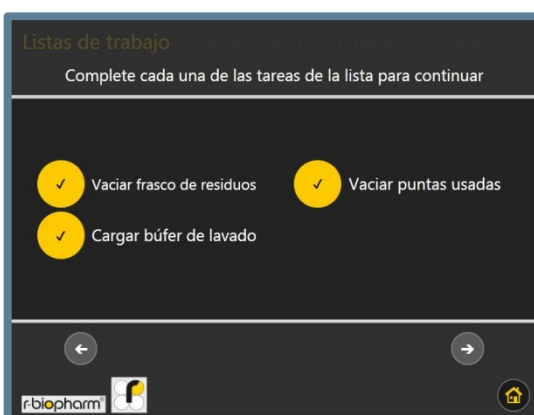 Listas de trabajo
Complete cada una de las tareas de la lista para continuar
Vaciar frasco de residuos
Vaciar puntas usadas
Cargar búfer de lavado
r-biopharm®